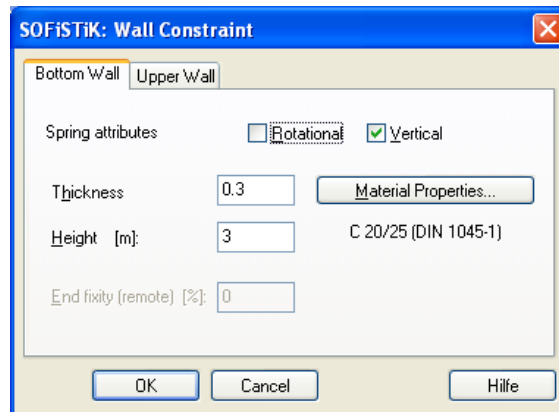 SOFiSTiK: Wall Constraint
Bottom Wall Upper Wall
Spring attributes Rotational Vertical
Thickness 0.3 Material Properties...
Height [m]: 3 C 20/25 (DIN 1045-1)
End fixity (remote) [%]: 0
OK Cancel Hilfe